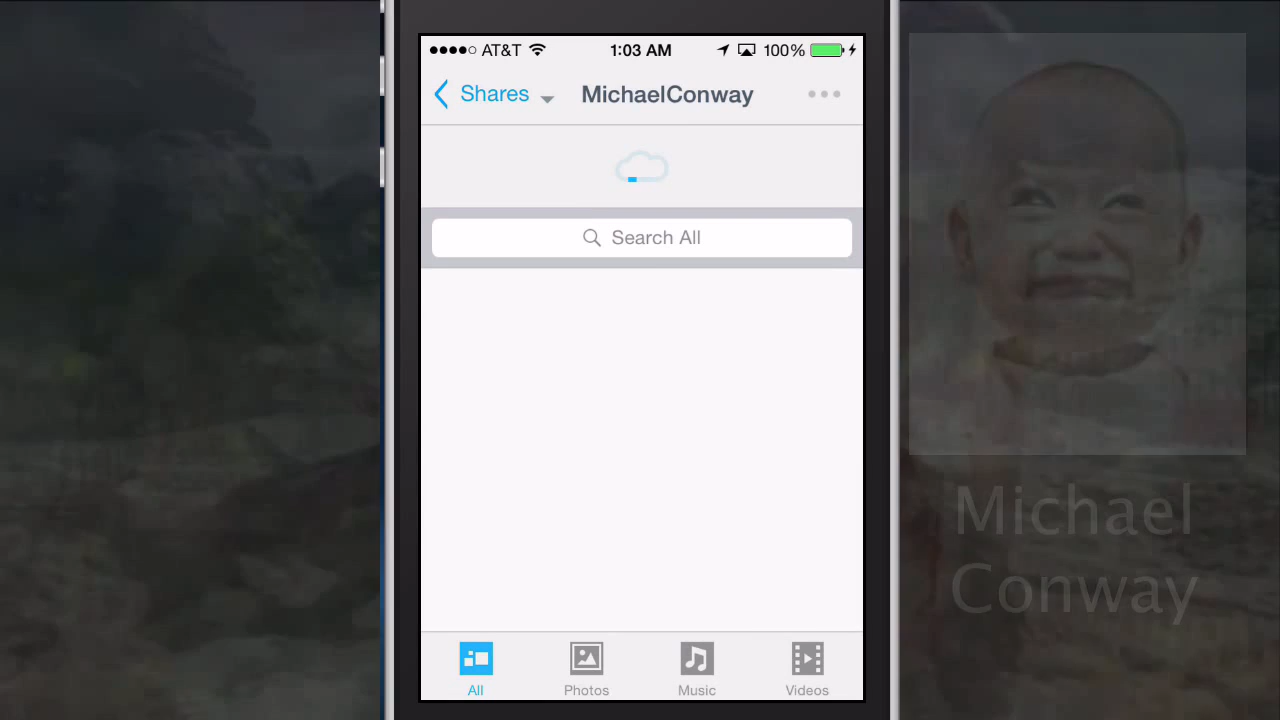 AT&T 1:03 AM 100%
Shares MichaelConway
Search All
All Photos Music Videos
Michael
Conway